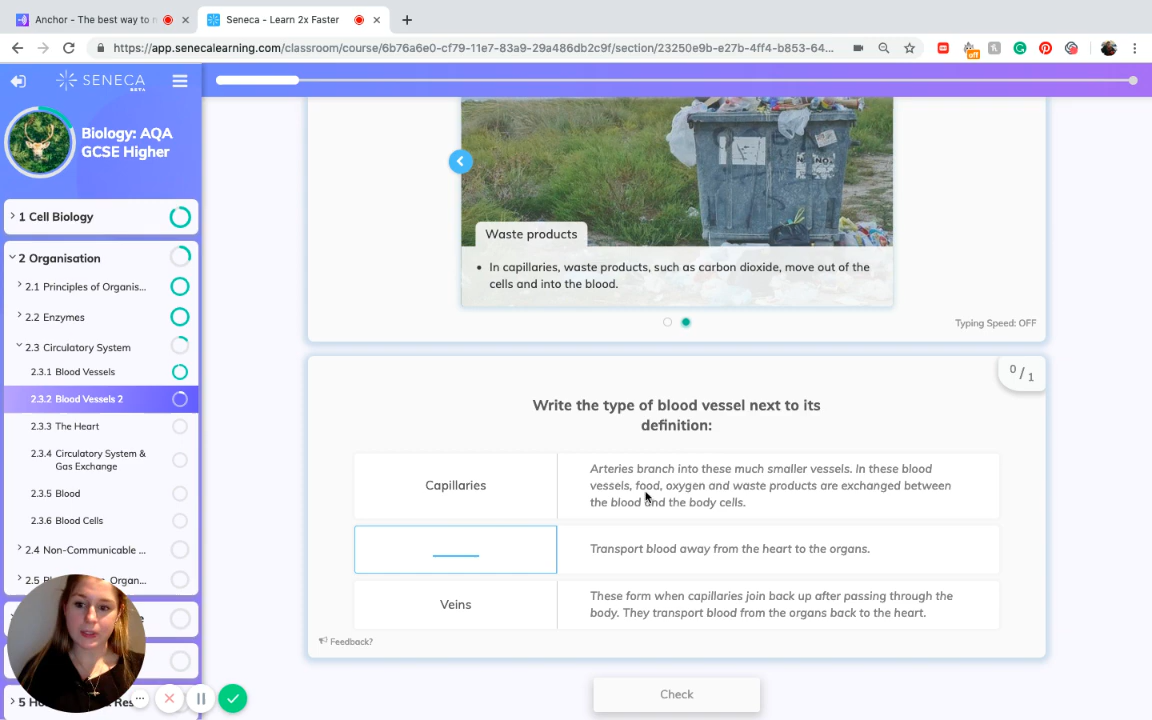 Anchor - The best way to
Seneca - Learn 2x Faster
https://app.senecalearning.com/classroom/course/6b76a6e0-cf79-11e7-83a9-29a486db2c9f/section/23250e9b-e27b-4ff4-b853-64...
off
SENECA
BETA
Biology: AQA
GCSE Higher
1 Cell Biology
2 Organisation
2.1 Principles of Organis...
2.2 Enzymes
2.3 Circulatory System
2.3.1 Blood Vessels
2.3.2 Blood Vessels 2
2.3.3 The Heart
2.3.4 Circulatory System &
Gas Exchange
2.3.5 Blood
2.3.6 Blood Cells
2.4 Non-Communicable ...
2.5 Organ...
5 Res
Waste products
• In capillaries, waste products, such as carbon dioxide, move out of the
cells and into the blood.
Typing Speed: OFF
0/1
Write the type of blood vessel next to its
definition:
Capillaries
Arteries branch into these much smaller vessels. In these blood
vessels, food, oxygen and waste products are exchanged between
the blood and the body cells.
Transport blood away from the heart to the organs.
Veins
These form when capillaries join back up after passing through the
body. They transport blood from the organs back to the heart.
Feedback?
Check